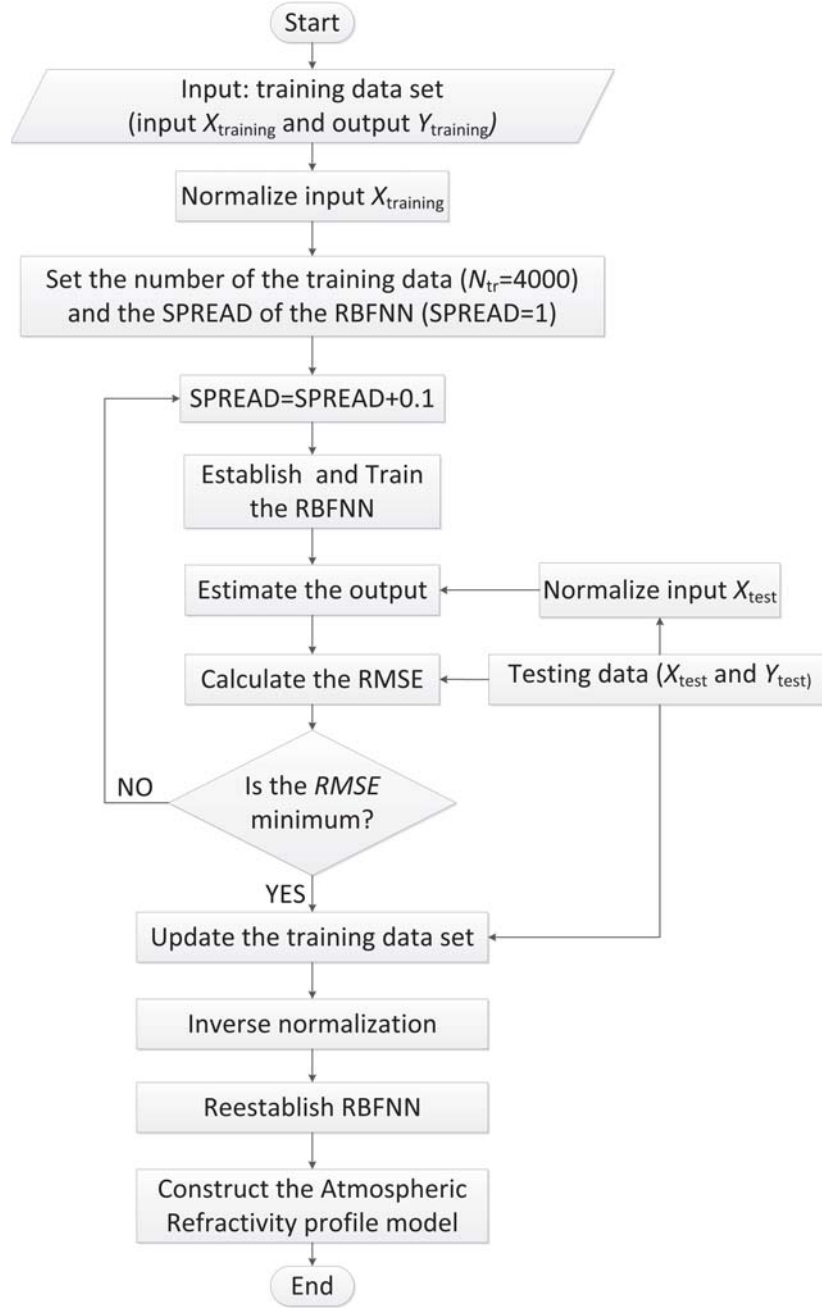 Start
Input: training data set
(input Xtraining and output Ytraining)
Normalize input Xtraining
Set the number of the training data (Ntr=4000)
and the SPREAD of the RBFNN (SPREAD=1)
SPREAD=SPREAD+0.1
Establish and Train
the RBFNN
Estimate the output
Normalize input Xtest
Calculate the RMSE
Testing data (Xtest and Ytest)
NO
Is the RMSE
minimum?
YES
Update the training data set
Inverse normalization
Reestablish RBFNN
Construct the Atmospheric
Refractivity profile model
End